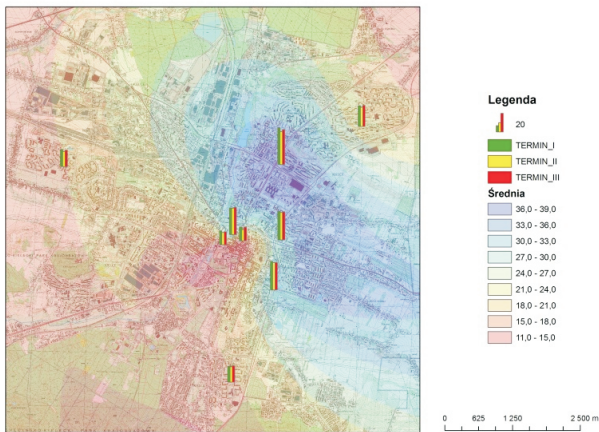 Legenda
20
TERMIN_I
TERMIN_II
TERMIN_III
Średnia
36,0 - 39,0
33,0 - 36,0
30,0 - 33,0
27,0 - 30,0
24,0 - 27,0
21,0 - 24,0
18,0 - 21,0
15,0 - 18,0
11,0 - 15,0
0 625 1 250 2 500 m